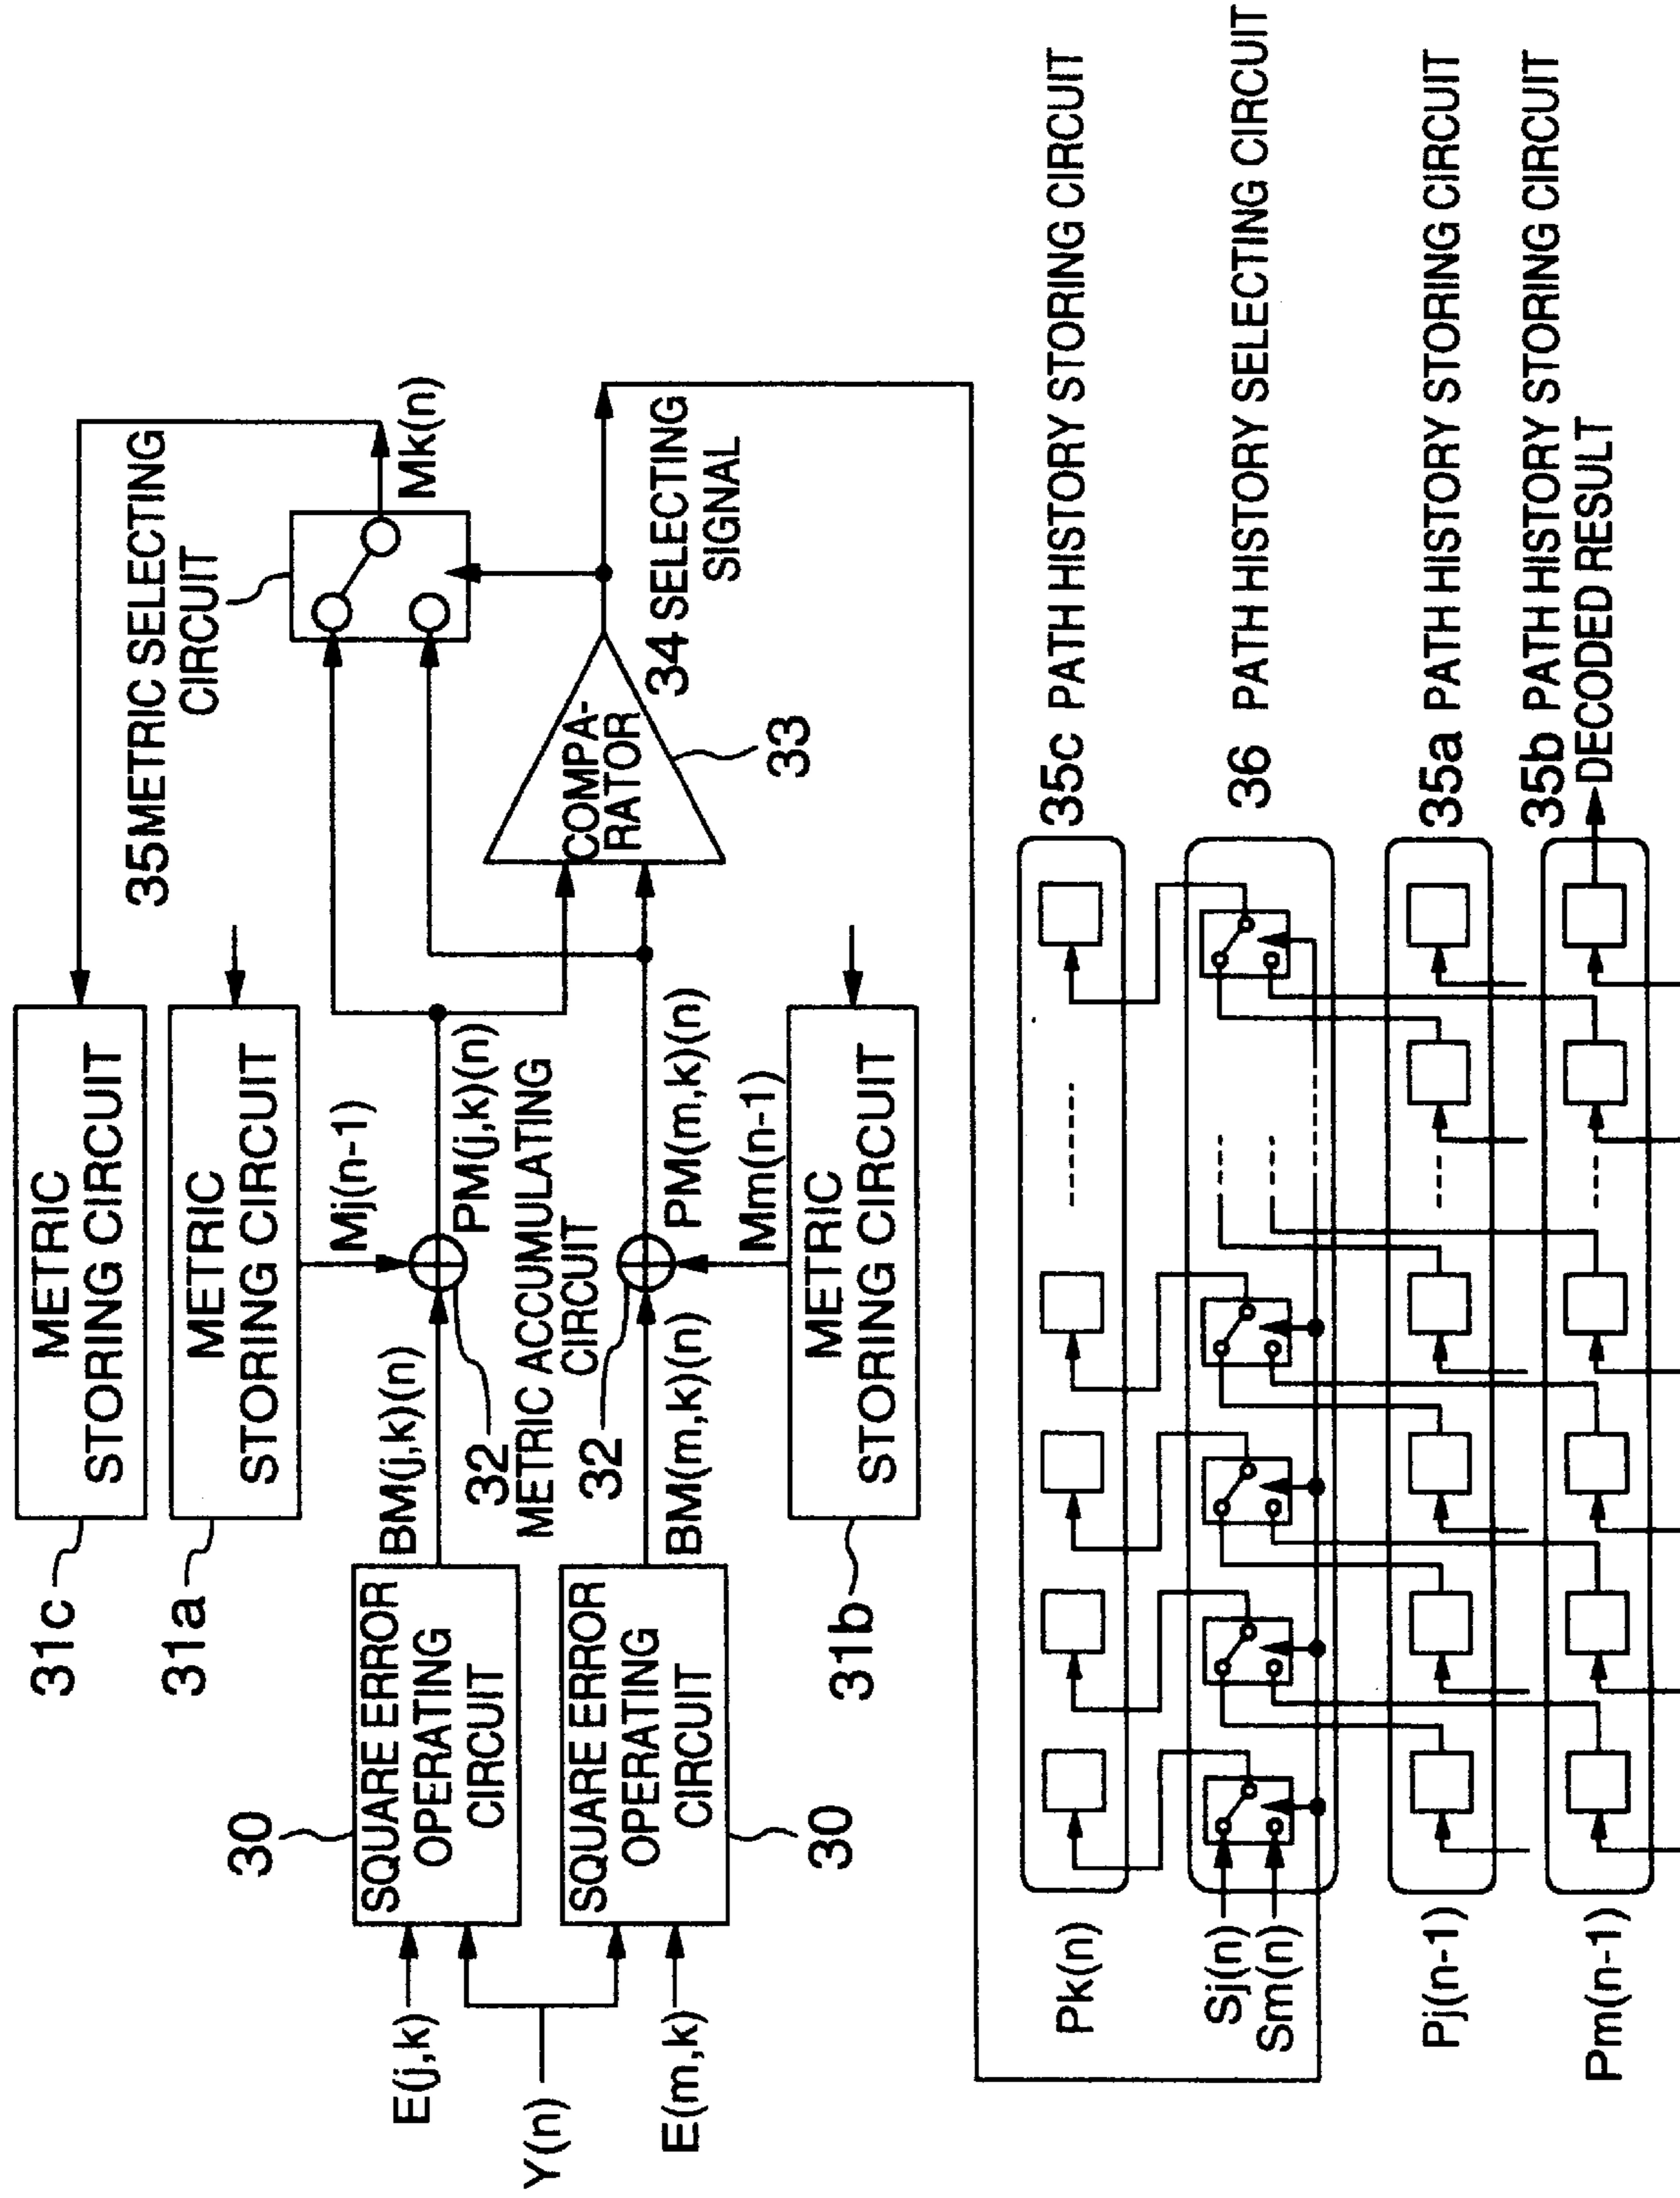 31c
METRIC
STORING CIRCUIT
31a
METRIC
STORING CIRCUIT
35 METRIC SELECTING
CIRCUIT
Mk(n)
Mj(n-1)
30
SQUARE ERROR
OPERATING
CIRCUIT
E(j,k)
BM(j,k)(n)
PM(j,k)(n)
32
METRIC ACCUMULATING
CIRCUIT
Y(n)
COMPA-
RATOR
34 SELECTING
SIGNAL
33
32
SQUARE ERROR
OPERATING
CIRCUIT
E(m,k)
BM(m,k)(n)
PM(m,k)(n)
Mm(n-1)
30
31b
METRIC
STORING CIRCUIT
Pk(n)
35c PATH HISTORY STORING CIRCUIT
Sj(n)
Sm(n)
36 PATH HISTORY SELECTING CIRCUIT
Pj(n-1)
35a PATH HISTORY STORING CIRCUIT
Pm(n-1)
35b PATH HISTORY STORING CIRCUIT
DECODED RESULT